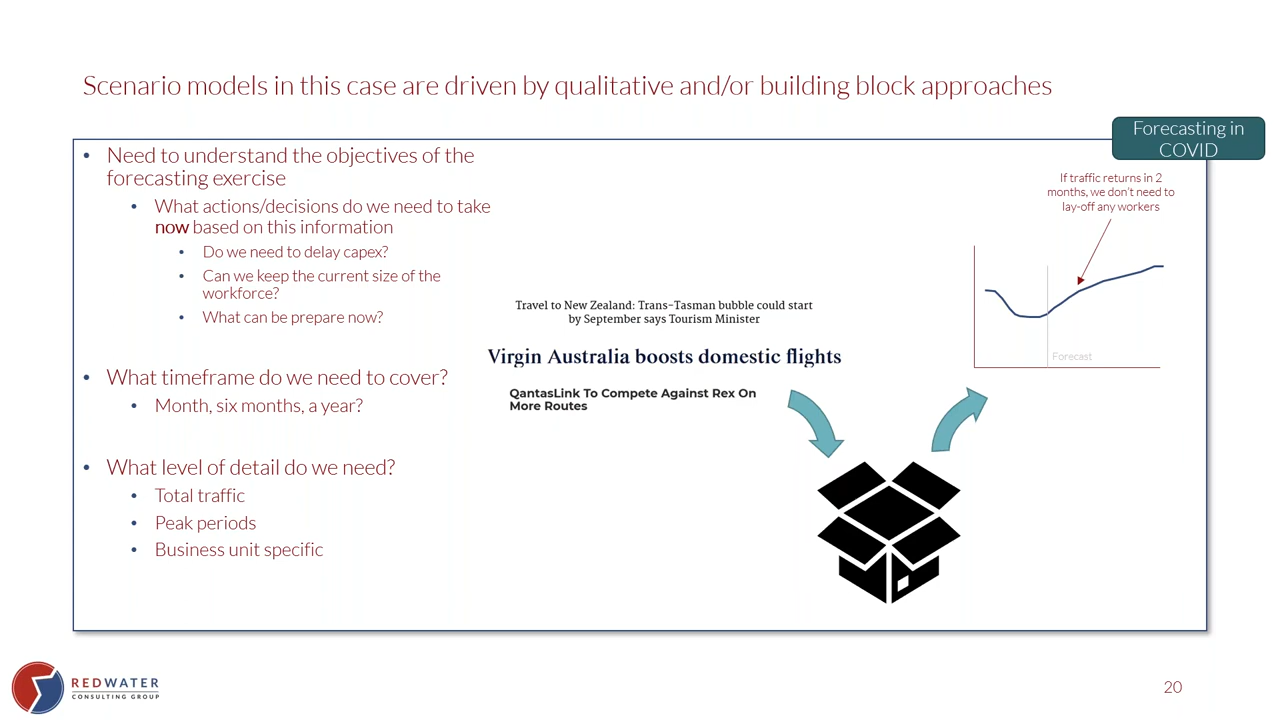 Scenario models in this case are driven by qualitative and/or building block approaches
Forecasting in
COVID
• Need to understand the objectives of the
forecasting exercise
• What actions/decisions do we need to take
now based on this information
• Do we need to delay capex?
• Can we keep the current size of the
workforce?
• What can be prepare now?
• What timeframe do we need to cover?
• Month, six months, a year?
• What level of detail do we need?
• Total traffic
• Peak periods
• Business unit specific
Travel to New Zealand: Trans-Tasman bubble could start
by September says Tourism Minister
Virgin Australia boosts domestic flights
QantasLink To Compete Against Rex On
More Routes
If traffic returns in 2
months, we don't need to
lay-off any workers
Forecast
REDWATER
CONSULTING GROUP
20